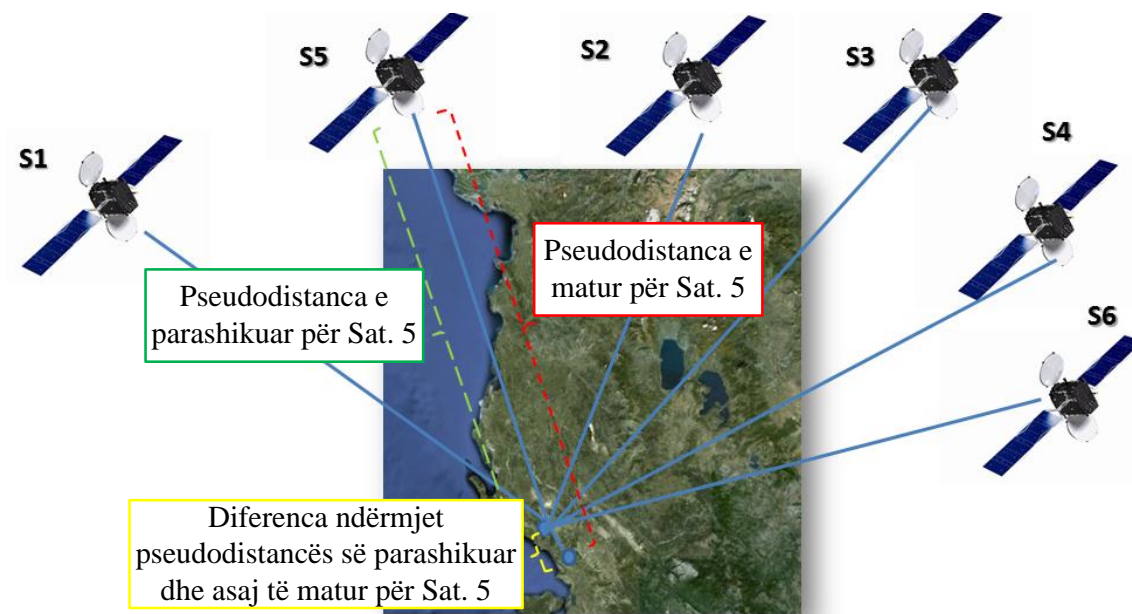 S5
S2
S3
S4
S1
Pseudodistanca e
matur për Sat. 5
Pseudodistanca e
parashikuar për Sat. 5
S6
Diferenca ndërmjet
pseudodistancës së parashikuar
dhe asaj të matur për Sat. 5